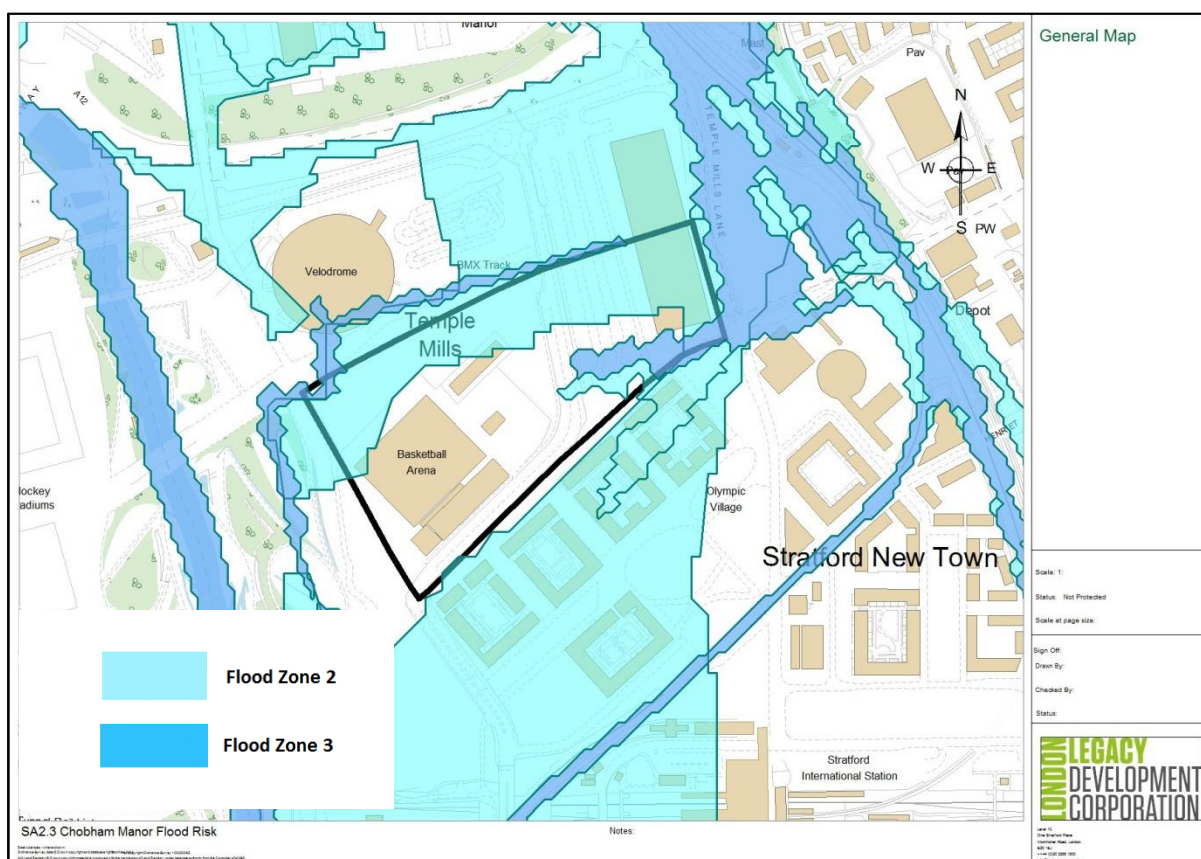 Manor
General Map
Mast
Pav
A Y
A12
N
W
E
S
PW
TEMPLE MILLS LANE
Velodrome
BMX Track
Temple
Mills
Depot
Basketball
Arena
Olympic
Village
Stratford New Town
Flood Zone 2
Flood Zone 3
Stratford
International Station
SA2.3 Chobham Manor Flood Risk
Notes:
Scale: 1:
Status: Not Protected
Scale at page size:
Sign Off:
Drawn By:
Checked By:
Status:
LONDON
LEGACY
DEVELOPMENT
CORPORATION